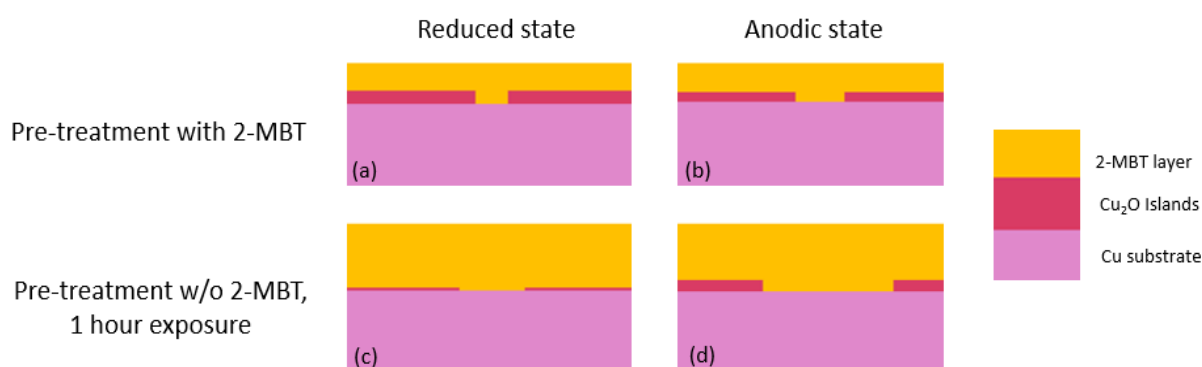 Reduced state
Anodic state
Pre-treatment with 2-MBT
(a)
(b)
2-MBT layer
Cu₂O Islands
Cu substrate
Pre-treatment w/o 2-MBT,
1 hour exposure
(c)
(d)